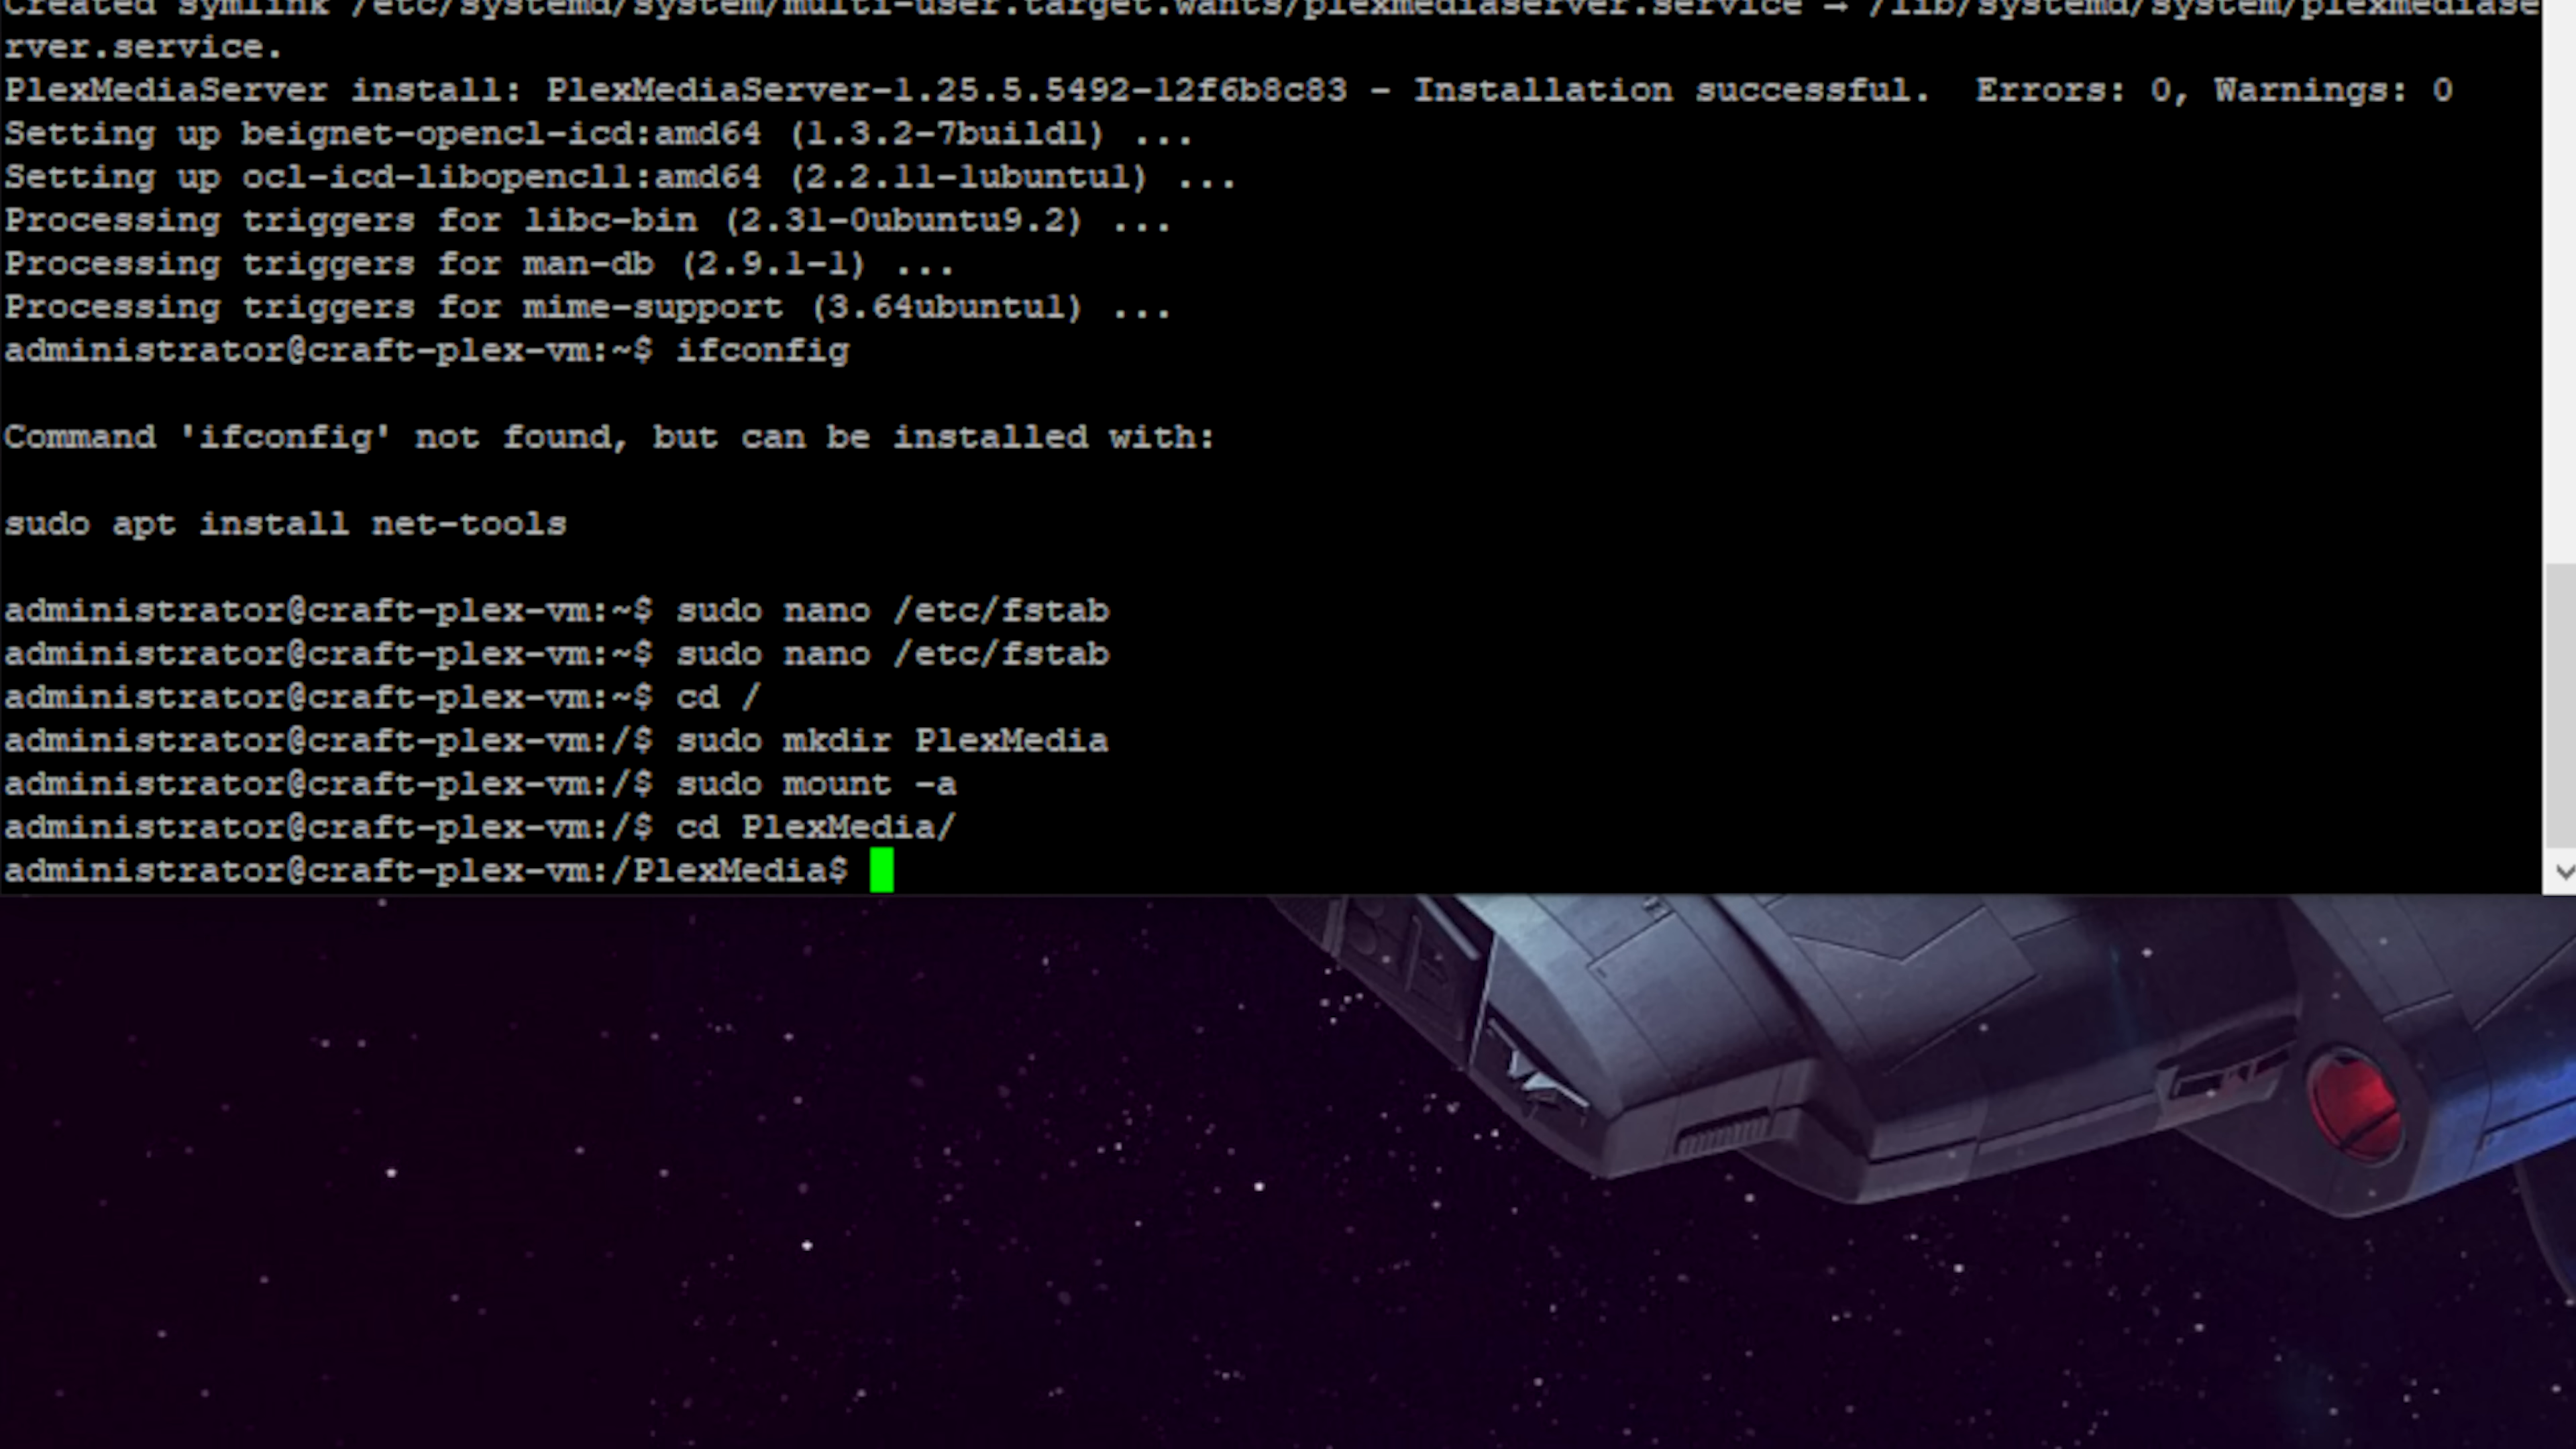 Created symlink /etc/systemd/system/multi-user.target.wants/plexmediaserver.service → /lib/systemd/system/plexmediase
rver.service.
PlexMediaServer install: PlexMediaServer-1.25.5.5492-12f6b8c83 - Installation successful.  Errors: 0, Warnings: 0
Setting up beignet-opencl-icd:amd64 (1.3.2-7build1) ...
Setting up ocl-icd-libopencl1:amd64 (2.2.11-1ubuntu1) ...
Processing triggers for libc-bin (2.31-0ubuntu9.2) ...
Processing triggers for man-db (2.9.1-1) ...
Processing triggers for mime-support (3.64ubuntu1) ...
administrator@craft-plex-vm:~$ ifconfig
Command 'ifconfig' not found, but can be installed with:
sudo apt install net-tools
administrator@craft-plex-vm:~$ sudo nano /etc/fstab
administrator@craft-plex-vm:~$ sudo nano /etc/fstab
administrator@craft-plex-vm:~$ cd /
administrator@craft-plex-vm:/$ sudo mkdir PlexMedia
administrator@craft-plex-vm:/$ sudo mount -a
administrator@craft-plex-vm:/$ cd PlexMedia/
administrator@craft-plex-vm:/PlexMedia$